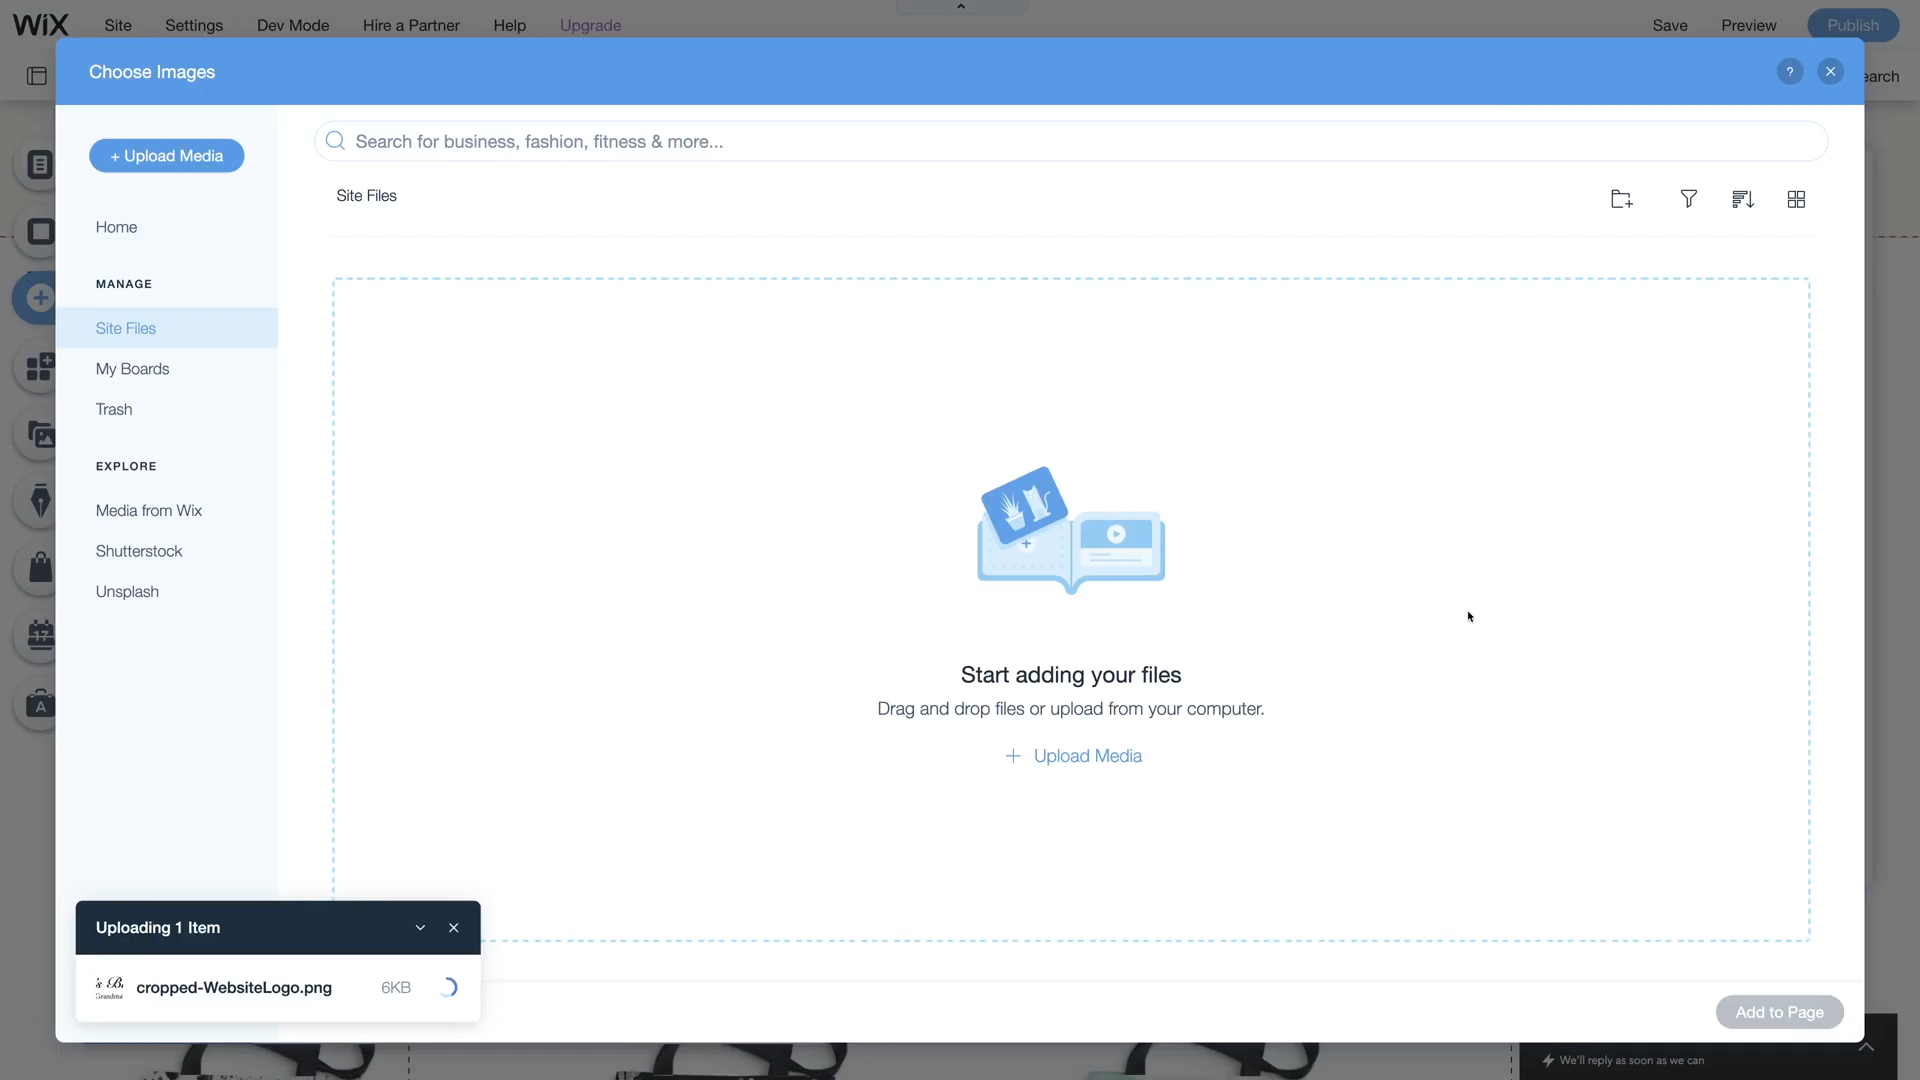 WiX Site Settings Dev Mode Hire a Partner Help Upgrade Save Preview Publish
Choose Images ?
earch
+ Upload Media
Search for business, fashion, fitness & more...
Site Files
Home
MANAGE
Site Files
My Boards
Trash
EXPLORE
Media from Wix
Shutterstock
Unsplash
17
A
Start adding your files
Drag and drop files or upload from your computer.
+ Upload Media
Uploading 1 Item
cropped-WebsiteLogo.png 6KB
Add to Page
We'll reply as soon as we can